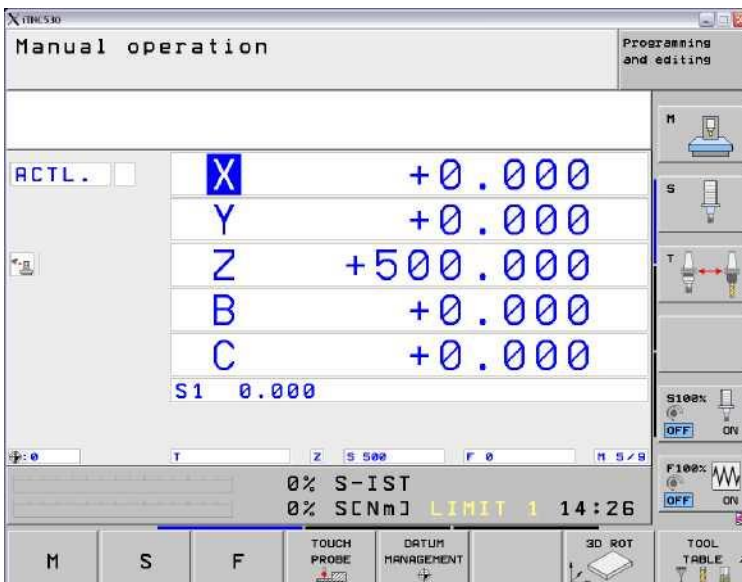 iTNC530
Manual operation
Programming
and editing
M
ACTL.
X +0.000
S
Y +0.000
Z +500.000
T
B +0.000
C +0.000
S1 0.000
S100%
OFF ON
:0 T Z S 500 F 0 M 5/9
0% S-IST
F100%
0% S[Nm] LIMIT 1 14:26
OFF ON
M S F TOUCH PROBE DATUM MANAGEMENT 3D ROT TOOL TABLE